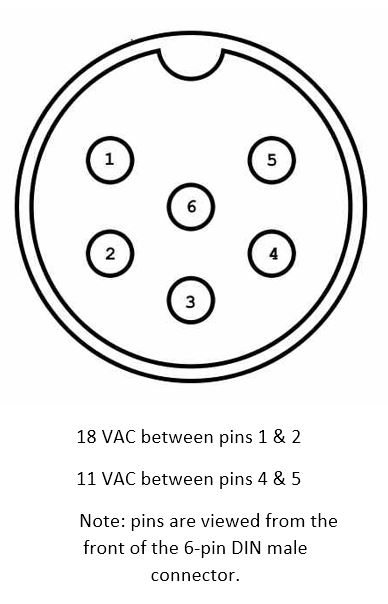 1
5
6
2
4
3
18 VAC between pins 1 & 2
11 VAC between pins 4 & 5
Note: pins are viewed from the
front of the 6-pin DIN male
connector.